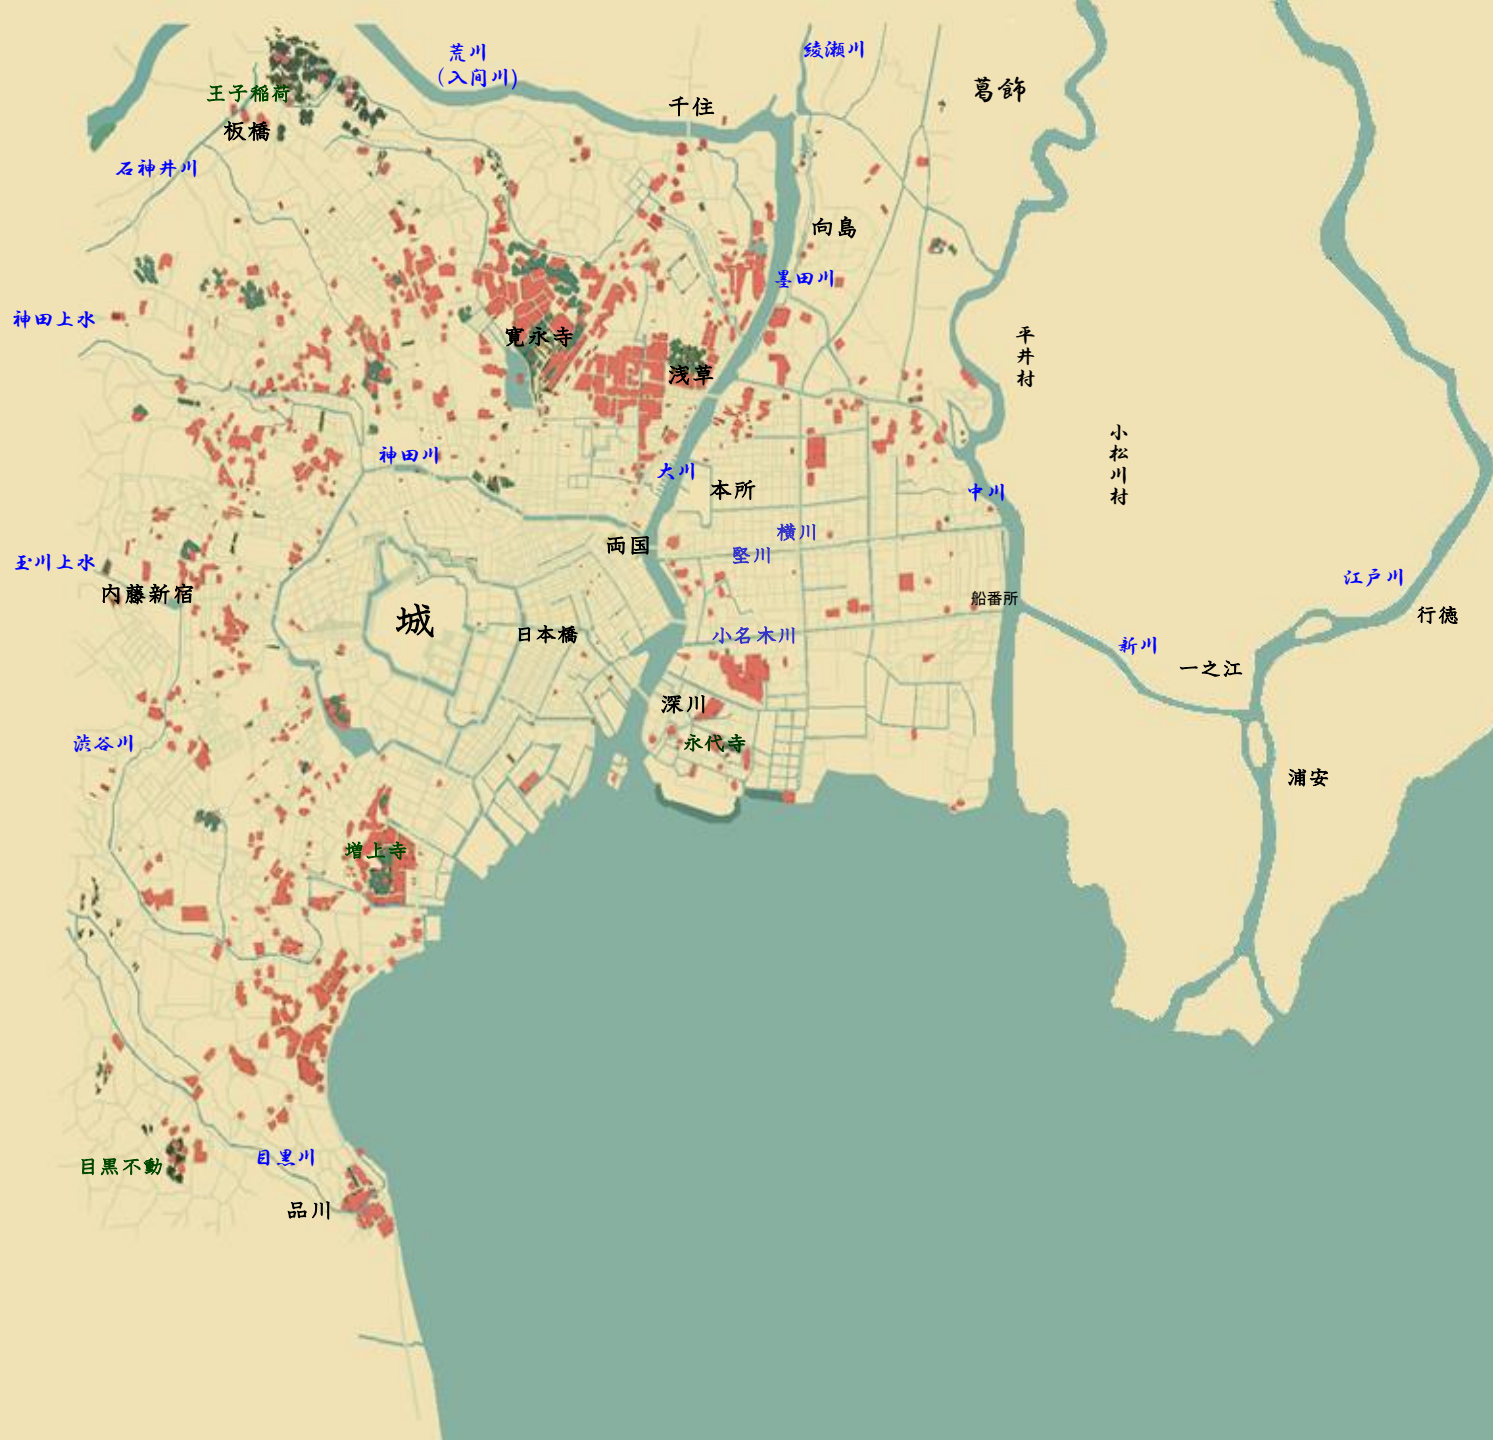 荒川
(入间川)
綾瀬川
葛飾
王子稲荷
板橋
千住
石神井川
向島
墨田川
神田上水
寛永寺
平井村
浅草
小松川村
神田川
大川
本所
中川
横川
両国
堅川
玉川上水
内藤新宿
江戸川
船番所
行徳
城
日本橋
小名木川
新川
一之江
深川
渋谷川
永代寺
浦安
増上寺
目黒不動
目黒川
品川